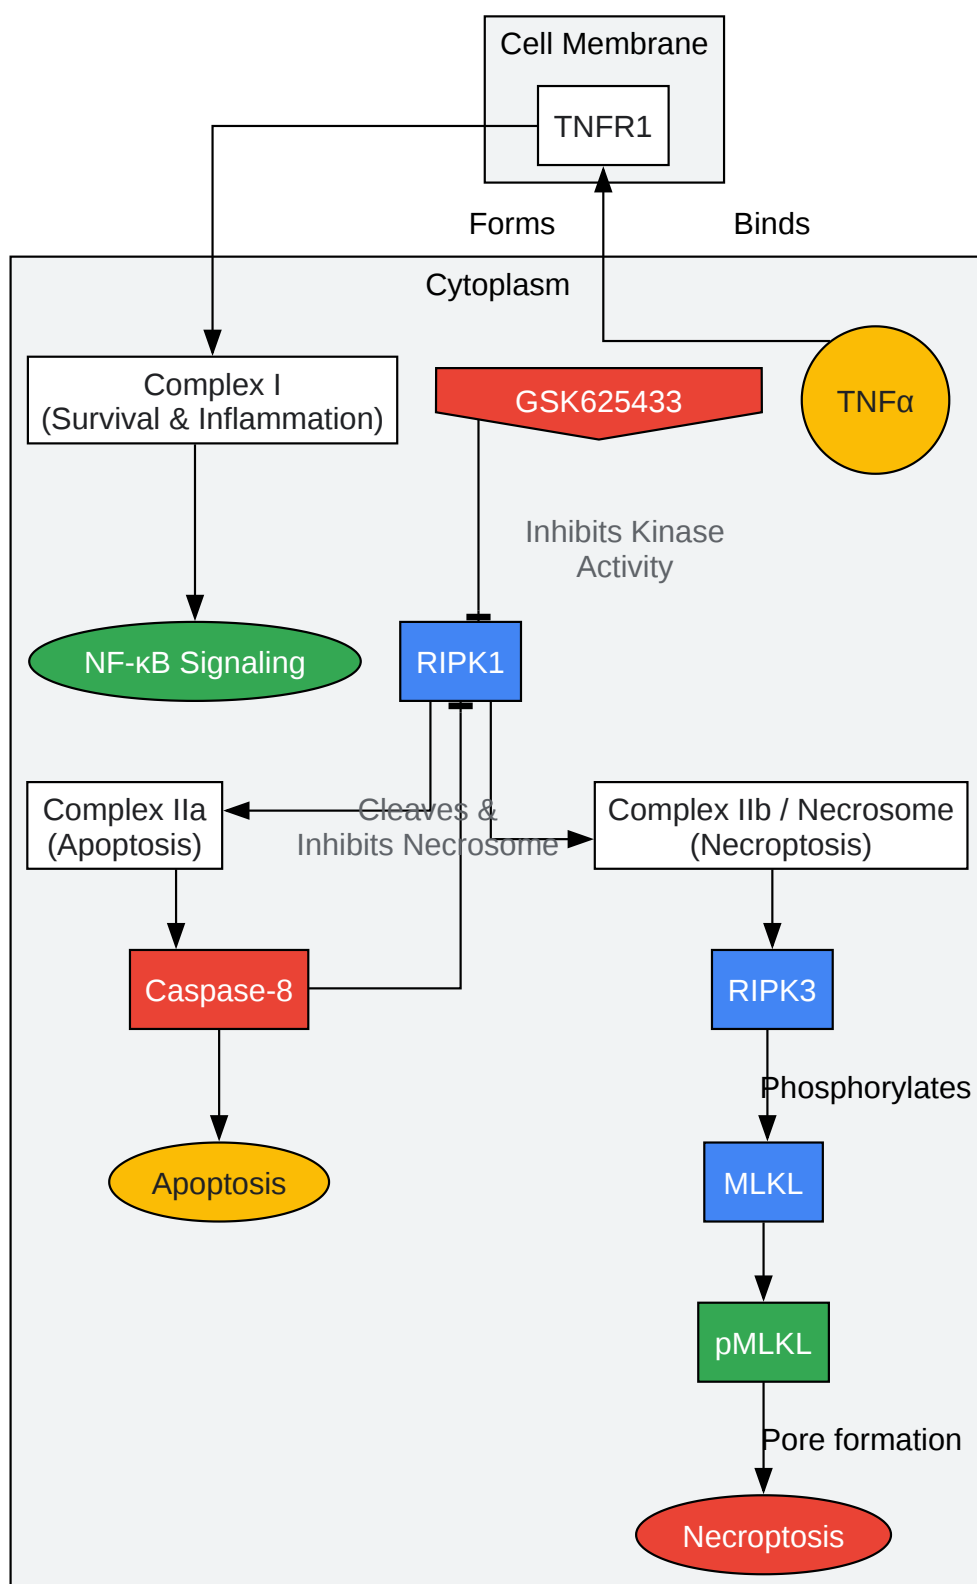 Cell Membrane
TNFR1
Forms
Binds
Cytoplasm
Complex I
(Survival & Inflammation)
GSK625433
TNFα
Inhibits Kinase
Activity
NF-κB Signaling
RIPK1
Complex IIa
(Apoptosis)
Cleaves &
Inhibits Necrosome
Complex IIb / Necrosome
(Necroptosis)
Caspase-8
RIPK3
Phosphorylates
Apoptosis
MLKL
pMLKL
Pore formation
Necroptosis